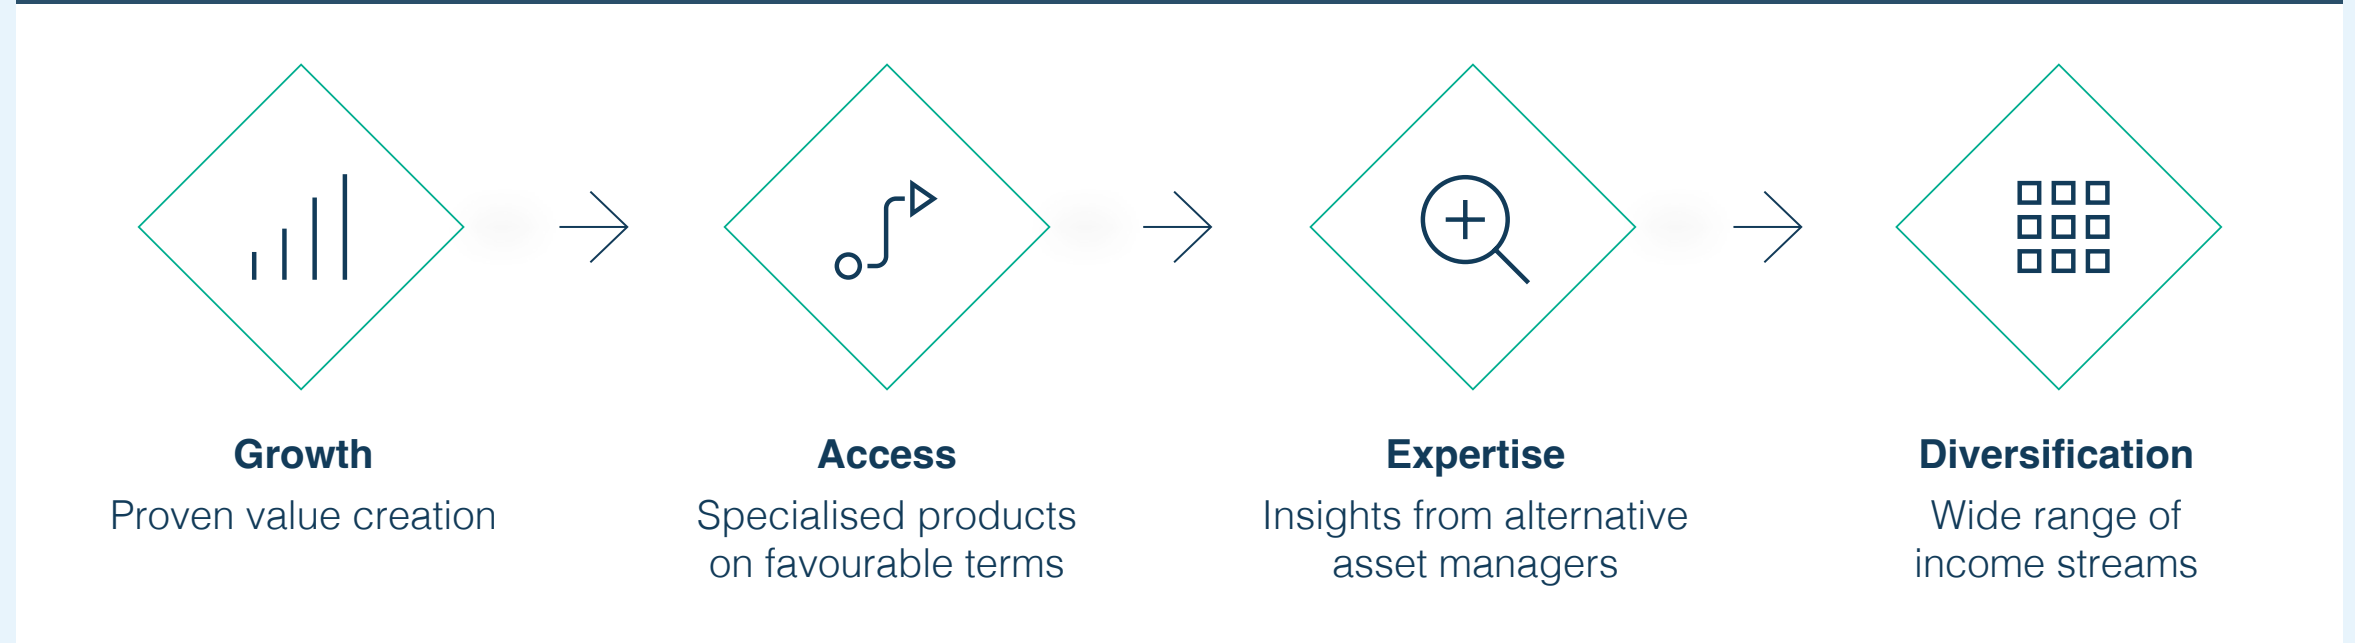 Growth
Proven value creation
Access
Specialised products
on favourable terms
Expertise
Insights from alternative
asset managers
Diversification
Wide range of
income streams